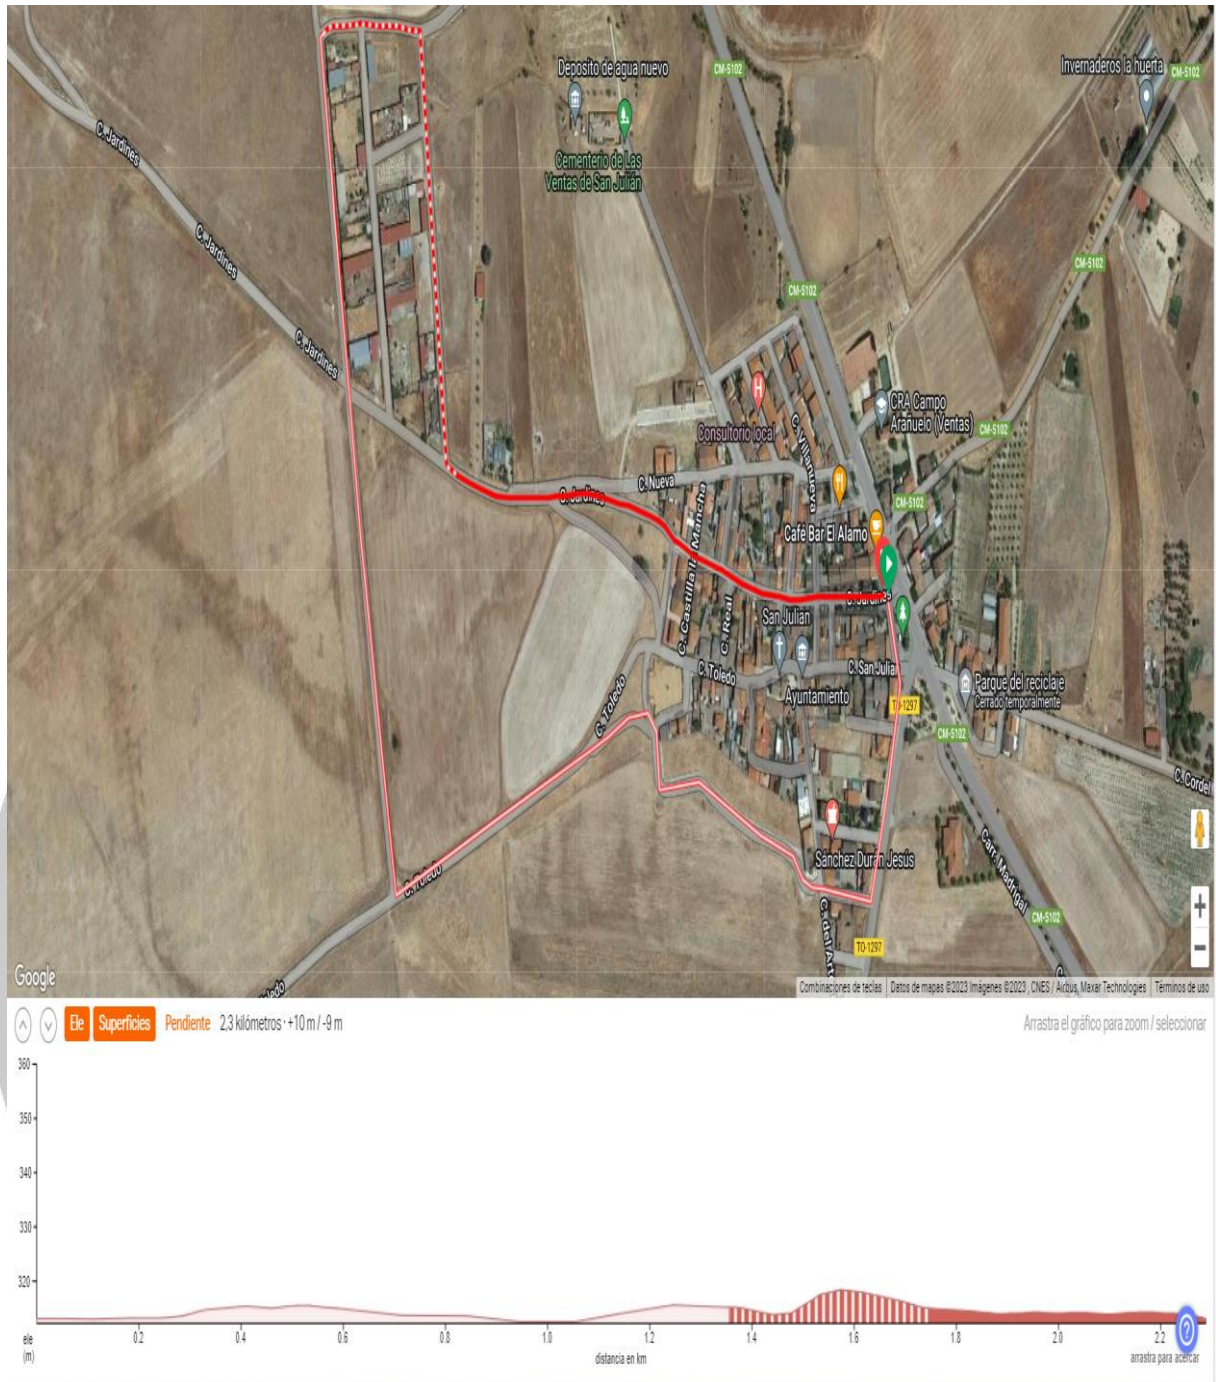 Deposito de agua nuevo
CM-5102
Invernaderos la huerta
CM-5102
C. Jardines
Cementerio de Las
Ventas de San Julián
C. Jardines
CM-5102
CM-5102
C. Jardines
CRA Campo
Arañuelo (Ventas)
CM-5102
Consultorio local
C. Villanueva
C. Nueva
C. Jardines
CM-5102
C. Castilla la Mancha
Café Bar El Alamo
C. Jardines
C. Real
San Julian
C. San Julia
C. Toledo
Parque del reciclaje
Cerrado temporalmente
Ayuntamiento
TO-1297
C. Toledo
CM-5102
C. Cordel
Sánchez Durán Jesús
Carr. Madrigal
C. Toledo
CM-5102
C. del Arte
TO-1297
Google
Combinaciones de teclas
Datos de mapas ©2023 Imágenes ©2023 , CNES / Airbus, Maxar Technologies
Términos de uso
Ele
Superficies
Pendiente
2,3 kilómetros · +10 m / -9 m
Arrastra el gráfico para zoom / seleccionar
360
350
340
330
320
ele
(m)
0.2 0.4 0.6 0.8 1.0 1.2 1.4 1.6 1.8 2.0 2.2
distancia en km
arrastra para acercar